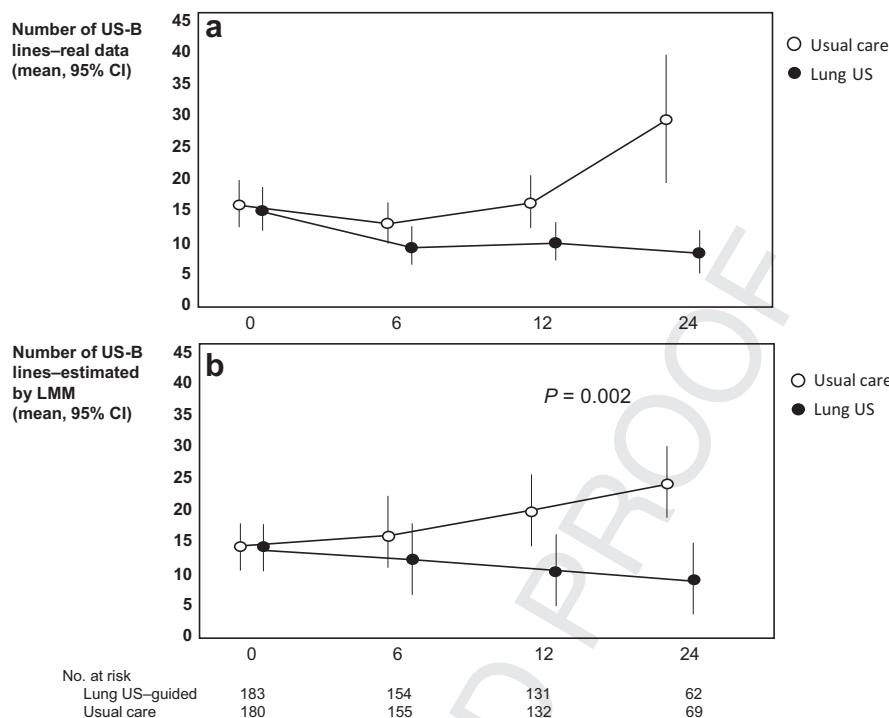 Number of US-B
lines–real data
(mean, 95% CI)
a
45
40
35
30
25
20
15
10
5
0
0 6 12 24
Usual care
Lung US
Number of US-B
lines–estimated
by LMM
(mean, 95% CI)
b
45
40
35
30
25
20
15
10
5
0
P = 0.002
0 6 12 24
Usual care
Lung US
No. at risk
Lung US–guided 183 154 131 62
Usual care 180 155 132 69
D PROOF